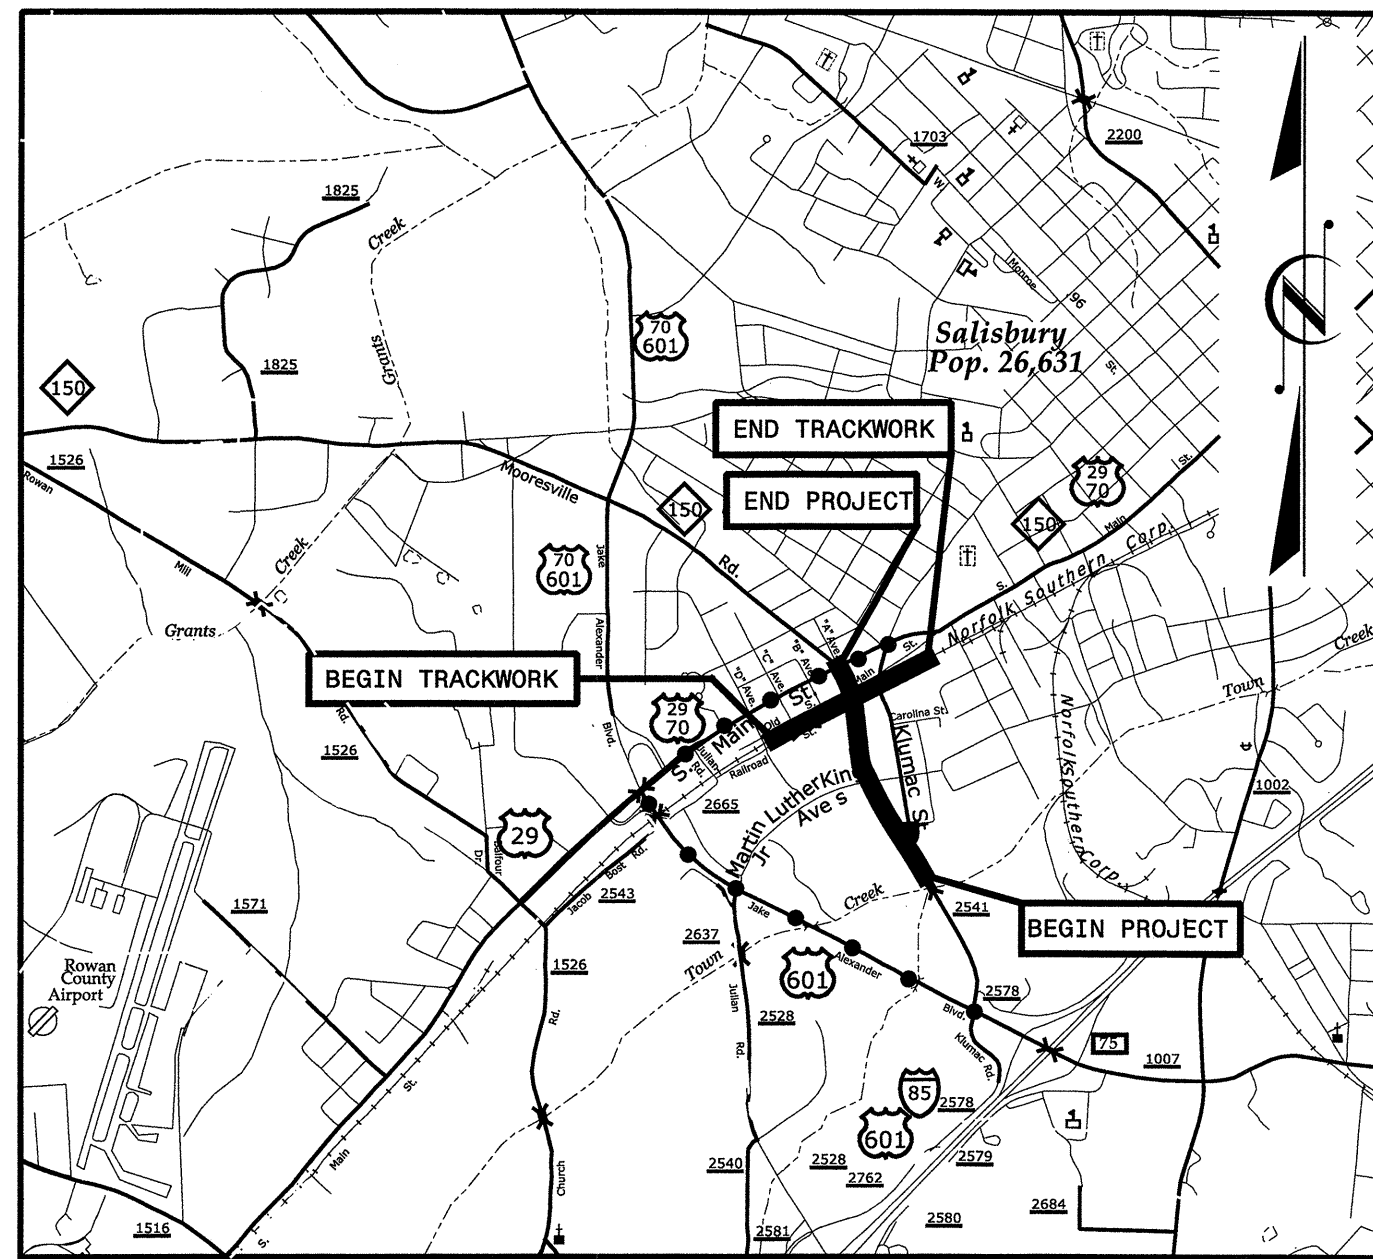 1703
2200
1825
Creek
W.
Monroe
96
70
601
Salisbury
Pop. 26,631
St.
Grants
1825
150
END TRACKWORK
1526
Rowan
Mooresville
150
END PROJECT
29
70
150
Main
St.
S.
Norfolk Southern Corp.
Jake
70
601
Rd.
Creek
Mill
Grants
Alexander
"A" Ave.
"B" Ave.
"C" Ave.
"D" Ave.
St.
Main
Creek
Town
BEGIN TRACKWORK
Rd.
1526
Blvd.
29
70
S. Main St.
Old
S.
St.
Julian
Rd.
Railroad
Carolina St.
Klumac St
Norfolk Southern Corp.
2665
Martin Luther King
Jr
Ave s
1002
29
Dr.
Balfour
Jacob Bost Rd.
2543
1571
Creek
Jake
2541
BEGIN PROJECT
2637
Town
601
Alexander
Blvd.
Rowan
County
Airport
1526
Rd.
Julian
Rd.
2528
2578
Klumac Rd.
75
1007
85
2578
601
St.
Main
S.
Church
2540
2528
2762
2579
2684
2580
2581
1516